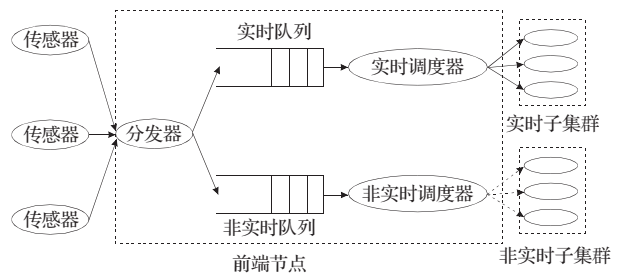 传感器
传感器
传感器
分发器
实时队列
实时调度器
实时子集群
非实时队列
非实时调度器
非实时子集群
前端节点